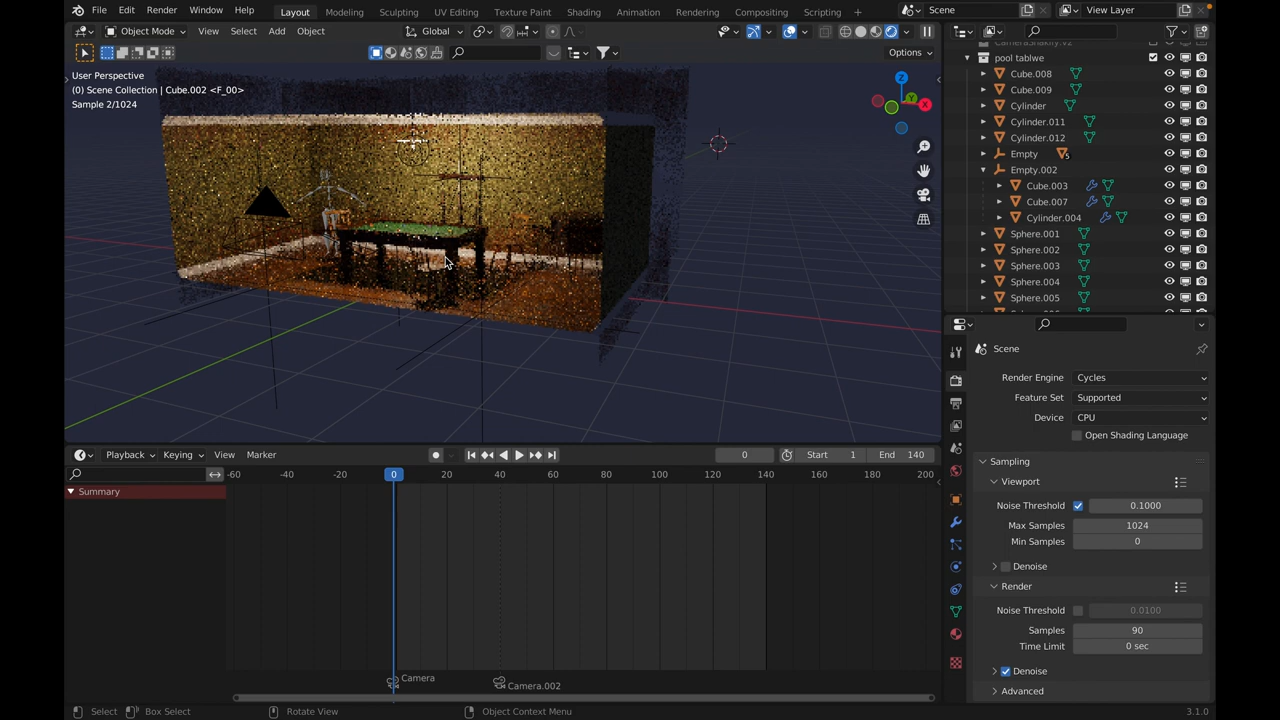 File Edit Render Window Help Layout Modeling Sculpting UV Editing Texture Paint Shading Animation Rendering Compositing Scripting + Scene View Layer
Object Mode View Select Add Object Global
Options
User Perspective
(0) Scene Collection | Cube.002 <F_00>
Sample 2/1024
Z
Y
X
pool tablwe
Cube.008
Cube.009
Cylinder
Cylinder.011
Cylinder.012
Empty 5
Empty.002
Cube.003
Cube.007
Cylinder.004
Sphere.001
Sphere.002
Sphere.003
Sphere.004
Sphere.005
Scene
Render Engine Cycles
Feature Set Supported
Device CPU
Open Shading Language
Sampling
Viewport
Noise Threshold 0.1000
Max Samples 1024
Min Samples 0
Denoise
Render
Noise Threshold 0.0100
Samples 90
Time Limit 0 sec
Denoise
Advanced
Playback Keying View Marker 0 Start 1 End 140
-60 -40 -20 0 20 40 60 80 100 120 140 160 180 200
Summary
Camera
Camera.002
Select Box Select Rotate View Object Context Menu 3.1.0